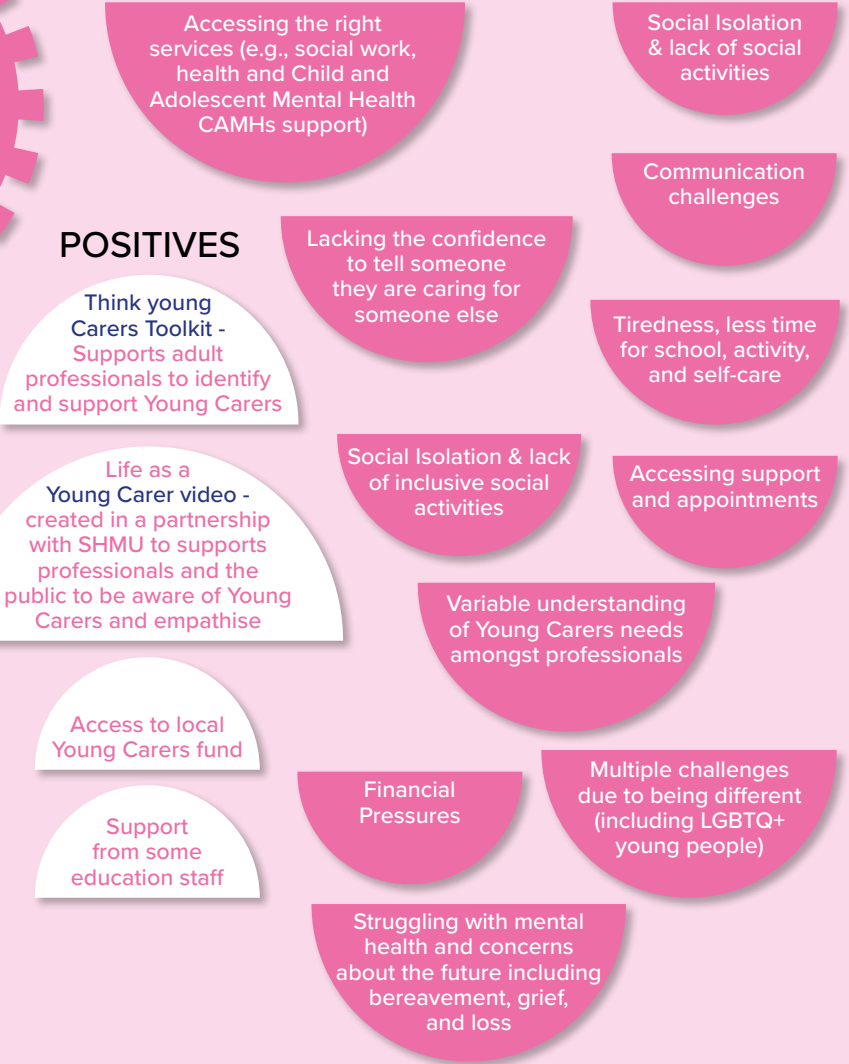 Accessing the right
services (e.g., social work,
health and Child and
Adolescent Mental Health
CAMHs support)
Social Isolation
& lack of social
activities
Communication
challenges
POSITIVES
Lacking the confidence
to tell someone
they are caring for
someone else
Think young
Carers Toolkit -
Supports adult
professionals to identify
and support Young Carers
Tiredness, less time
for school, activity,
and self-care
Life as a
Young Carer video -
created in a partnership
with SHMU to supports
professionals and the
public to be aware of Young
Carers and empathise
Social Isolation & lack
of inclusive social
activities
Accessing support
and appointments
Variable understanding
of Young Carers needs
amongst professionals
Access to local
Young Carers fund
Financial
Pressures
Multiple challenges
due to being different
(including LGBTQ+
young people)
Support
from some
education staff
Struggling with mental
health and concerns
about the future including
bereavement, grief,
and loss